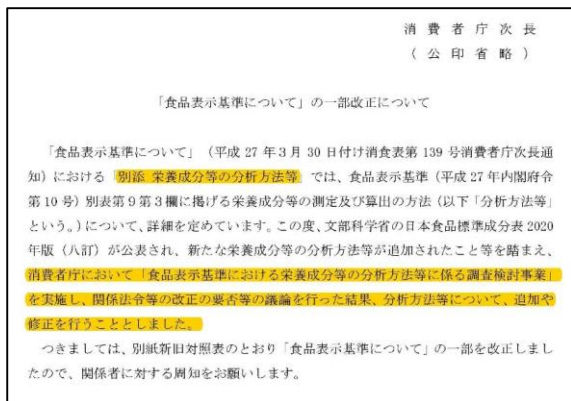 消 費 者 庁 次 長
（ 公 印 省 略 ）
「食品表示基準について」の一部改正について
「食品表示基準について」（平成 27 年３月 30 日付け消食表第 139 号消費者庁次長通
知）における 別添 栄養成分等の分析方法等 では、食品表示基準（平成 27 年内閣府令
第 10 号）別表第９第３欄に掲げる栄養成分等の測定及び算出の方法（以下「分析方法等」
という。）について、詳細を定めています。この度、文部科学省の日本食品標準成分表 2020
年版（八訂）が公表され、新たな栄養成分等の分析方法等が追加されたこと等を踏まえ、
消費者庁において「食品表示基準における栄養成分等の分析方法等に係る調査検討事業」
を実施し、関係法令等の改正の要否等の議論を行った結果、分析方法等について、追加や
修正を行うこととしました。
つきましては、別紙新旧対照表のとおり「食品表示基準について」の一部を改正しまし
たので、関係者に対する周知をお願いします。